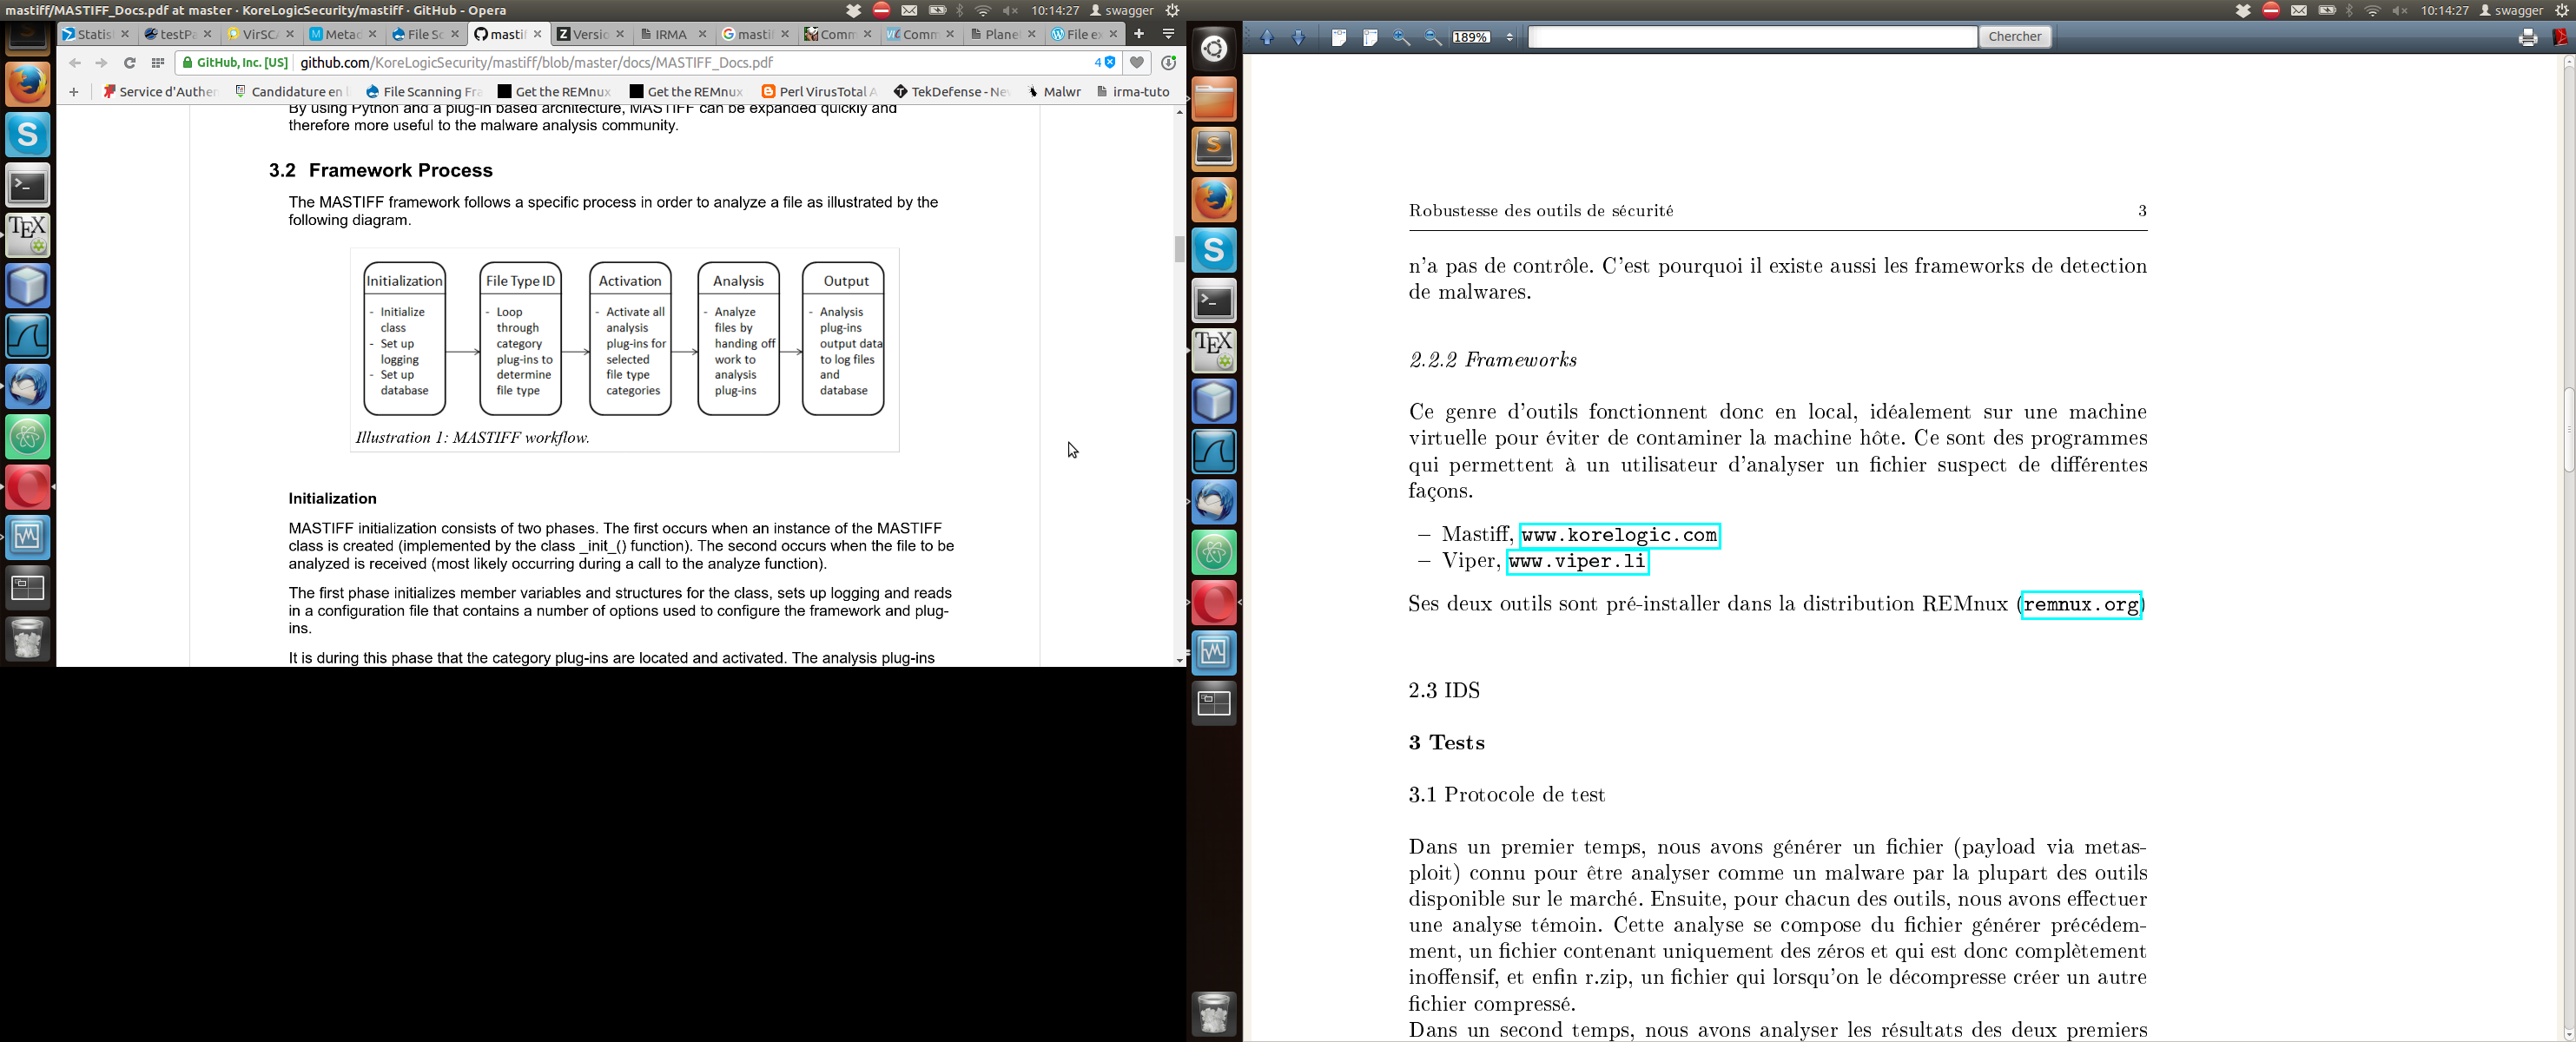 mastiff/MASTIFF_Docs.pdf at master · KoreLogicSecurity/mastiff · GitHub - Opera
10:14:27 swagger
10:14:27 swagger
Statis
testPa
VirSCA
Metac
File Sc
mastif
Versio
IRMA
mastif
Comm
Comm
Plane
File ex
GitHub, Inc. [US] github.com/KoreLogicSecurity/mastiff/blob/master/docs/MASTIFF_Docs.pdf 4
Service d'Authen
Candidature en l
File Scanning Fra
Get the REMnux
Get the REMnux
Perl VirusTotal A
TekDefense - Ne
Malwr
irma-tuto
By using Python and a plug-in based architecture, MASTIFF can be expanded quickly and
therefore more useful to the malware analysis community.
3.2 Framework Process
The MASTIFF framework follows a specific process in order to analyze a file as illustrated by the
following diagram.
Initialization
- Initialize
class
- Set up
logging
- Set up
database
File Type ID
- Loop
through
category
plug-ins to
determine
file type
Activation
- Activate all
analysis
plug-ins for
selected
file type
categories
Analysis
- Analyze
files by
handing off
work to
analysis
plug-ins
Output
- Analysis
plug-ins
output data
to log files
and
database
Illustration 1: MASTIFF workflow.
Initialization
MASTIFF initialization consists of two phases. The first occurs when an instance of the MASTIFF
class is created (implemented by the class _init_() function). The second occurs when the file to be
analyzed is received (most likely occurring during a call to the analyze function).
The first phase initializes member variables and structures for the class, sets up logging and reads
in a configuration file that contains a number of options used to configure the framework and plug-
ins.
It is during this phase that the category plug-ins are located and activated. The analysis plug-ins
S
TEX
S
S
TEX
189%
Chercher
Robustesse des outils de sécurité 3
n'a pas de contrôle. C'est pourquoi il existe aussi les frameworks de detection
de malwares.
2.2.2 Frameworks
Ce genre d'outils fonctionnent donc en local, idéalement sur une machine
virtuelle pour éviter de contaminer la machine hôte. Ce sont des programmes
qui permettent à un utilisateur d'analyser un fichier suspect de différentes
façons.
– Mastiff, www.korelogic.com
– Viper, www.viper.li
Ses deux outils sont pré-installer dans la distribution REMnux (remnux.org)
2.3 IDS
3 Tests
3.1 Protocole de test
Dans un premier temps, nous avons générer un fichier (payload via metas-
ploit) connu pour être analyser comme un malware par la plupart des outils
disponible sur le marché. Ensuite, pour chacun des outils, nous avons effectuer
une analyse témoin. Cette analyse se compose du fichier générer précédem-
ment, un fichier contenant uniquement des zéros et qui est donc complètement
inoffensif, et enfin r.zip, un fichier qui lorsqu'on le décompresse créer un autre
fichier compressé.
Dans un second temps, nous avons analyser les résultats des deux premiers